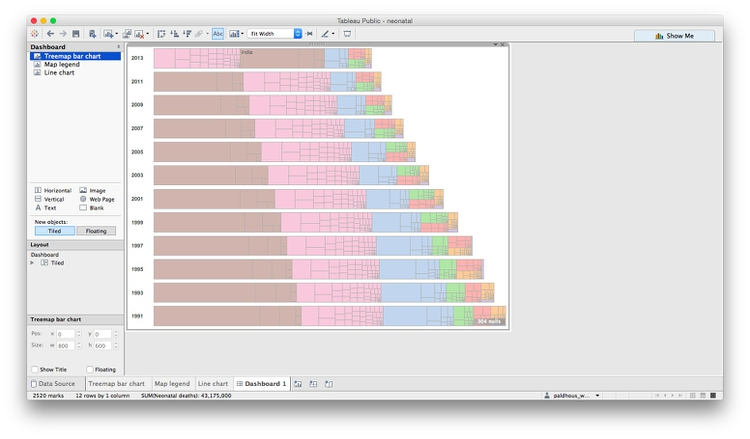 Tableau Public - neonatal
Abc
Fit Width
Show Me
Dashboard
Treemap bar chart
Map legend
Line chart
Horizontal
Image
Vertical
Web Page
Text
Blank
New objects:
Tiled
Floating
Layout
Dashboard
Tiled
Treemap bar chart
Pos: x 0 y 0
Size: w 800 h 600
Show Title
Floating
2013
India
2011
2009
2007
2005
2003
2001
1999
1997
1995
1993
1991
304 nulls
Data Source
Treemap bar chart
Map legend
Line chart
Dashboard 1
2520 marks
12 rows by 1 column
SUM(Neonatal deaths): 43,175,000
paldhous_w...